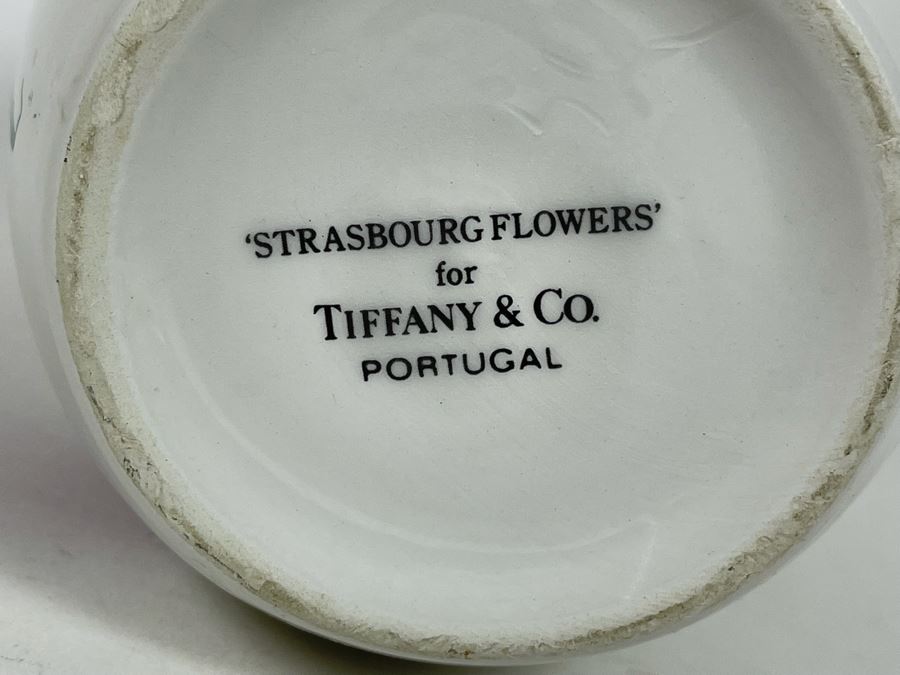 ‘STRASBOURG FLOWERS’
for
TIFFANY & CO.
PORTUGAL